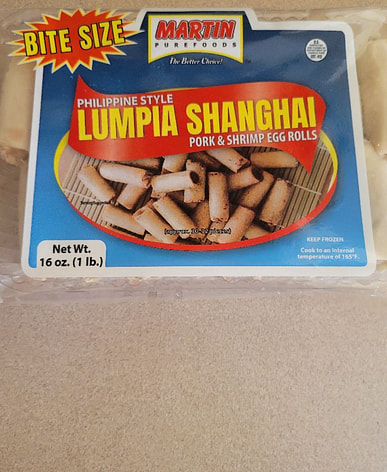 BITE SIZE
MARTIN
PUREFOODS
The Better Choice!
PHILIPPINE STYLE
LUMPIA SHANGHAI
PORK & SHRIMP EGG ROLLS
Net Wt.
16 oz. (1 lb.)
KEEP FROZEN
Cook to an Internal
temperature of 165°F.